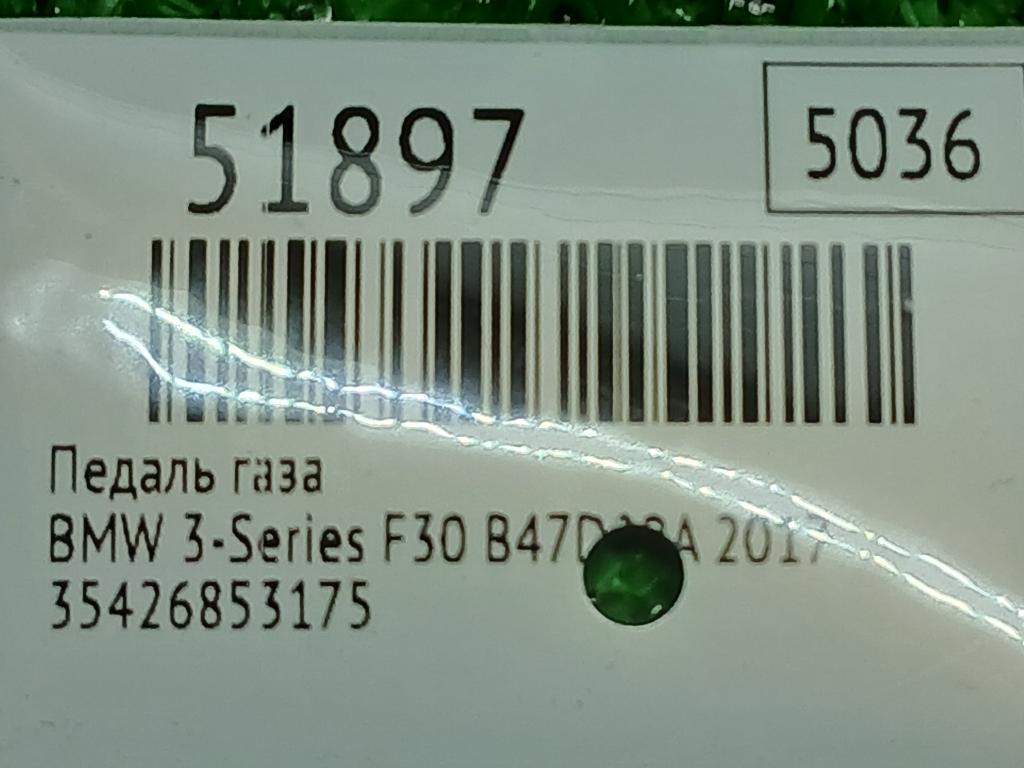 51897
5036
Педаль газа
BMW 3-Series F30 2017
35426853175